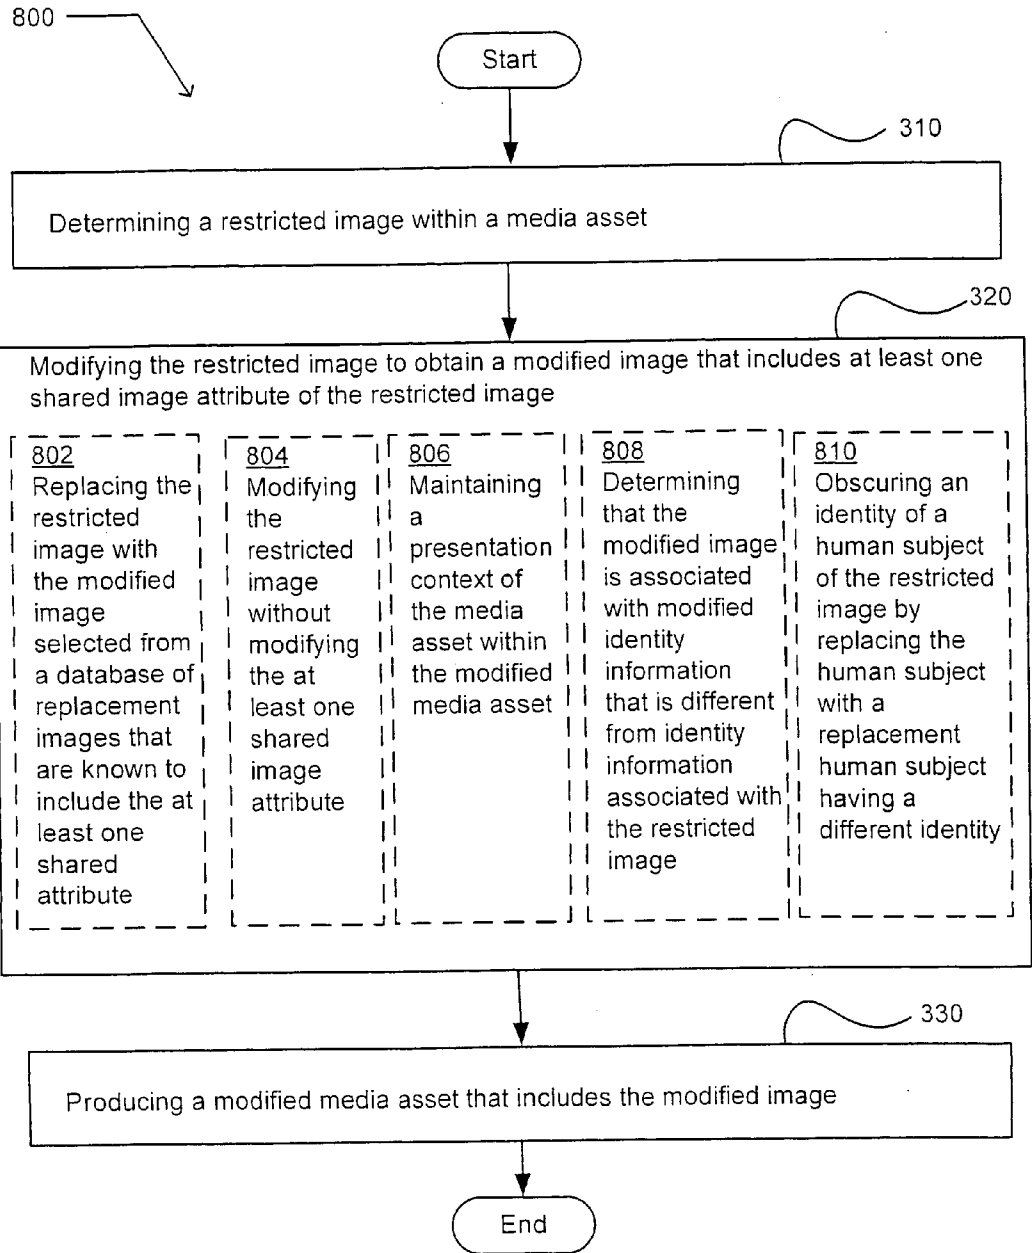 800
Start
310
Determining a restricted image within a media asset
320
Modifying the restricted image to obtain a modified image that includes at least one
shared image attribute of the restricted image
802
Replacing the
restricted
image with
the modified
image
selected from
a database of
replacement
images that
are known to
include the at
least one
shared
attribute
804
Modifying
the
restricted
image
without
modifying
the at
least one
shared
image
attribute
806
Maintaining
a
presentation
context of
the media
asset within
the modified
media asset
808
Determining
that the
modified image
is associated
with modified
identity
information
that is different
from identity
information
associated with
the restricted
image
810
Obscuring an
identity of a
human subject
of the restricted
image by
replacing the
human subject
with a
replacement
human subject
having a
different identity
330
Producing a modified media asset that includes the modified image
End